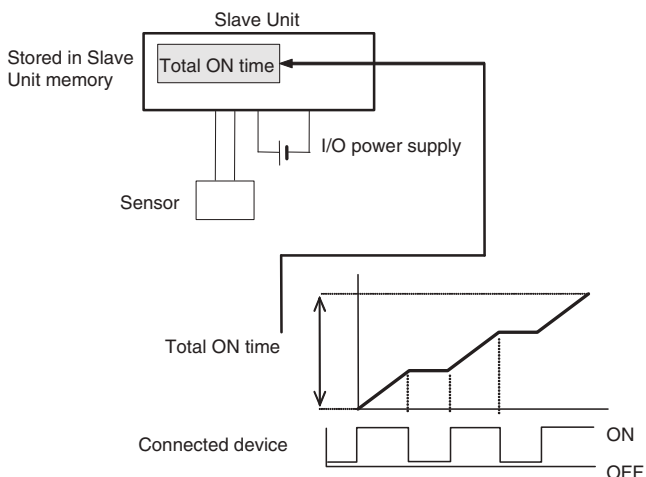 Slave Unit
Stored in Slave
Unit memory
Total ON time
I/O power supply
Sensor
Total ON time
Connected device
ON
OFF